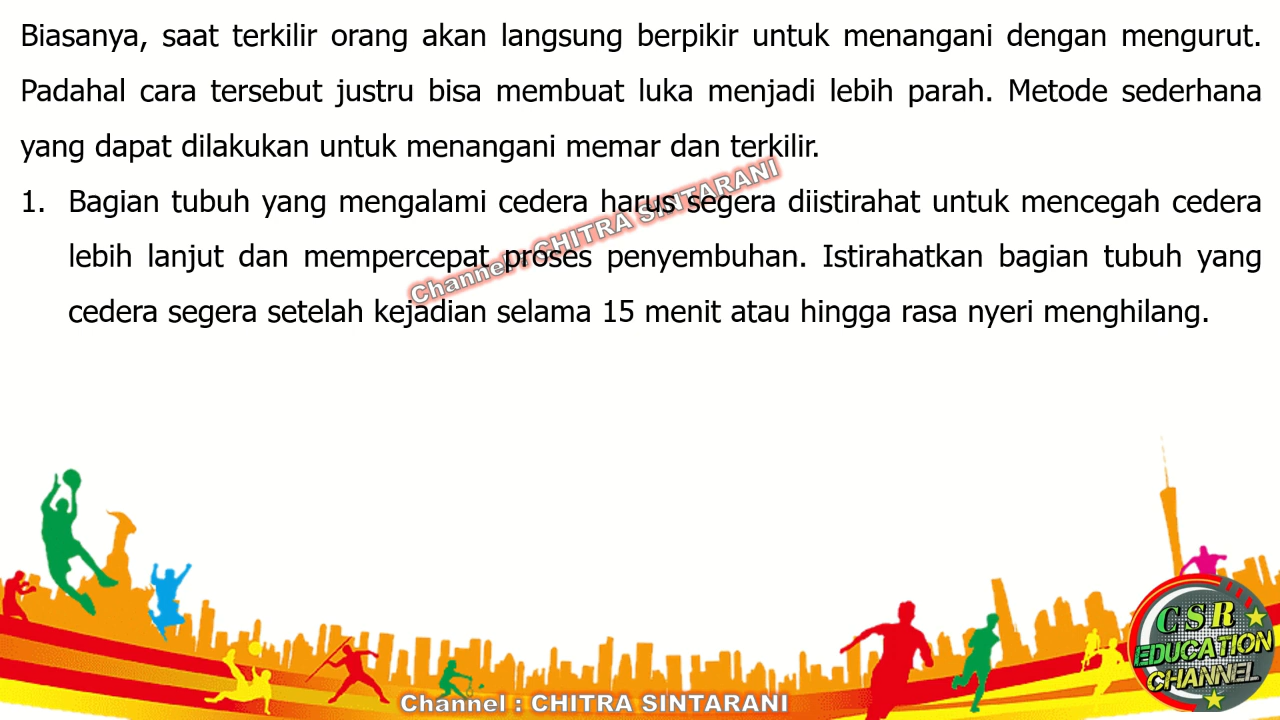 Biasanya, saat terkilir orang akan langsung berpikir untuk menangani dengan mengurut.
Padahal cara tersebut justru bisa membuat luka menjadi lebih parah. Metode sederhana
yang dapat dilakukan untuk menangani memar dan terkilir.
1. Bagian tubuh yang mengalami cedera harus segera diistirahat untuk mencegah cedera
lebih lanjut dan mempercepat proses penyembuhan. Istirahatkan bagian tubuh yang
cedera segera setelah kejadian selama 15 menit atau hingga rasa nyeri menghilang.
Channel : CHITRA SINTARANI
CSR
EDUCATION
CHANNEL
Channel : CHITRA SINTARANI